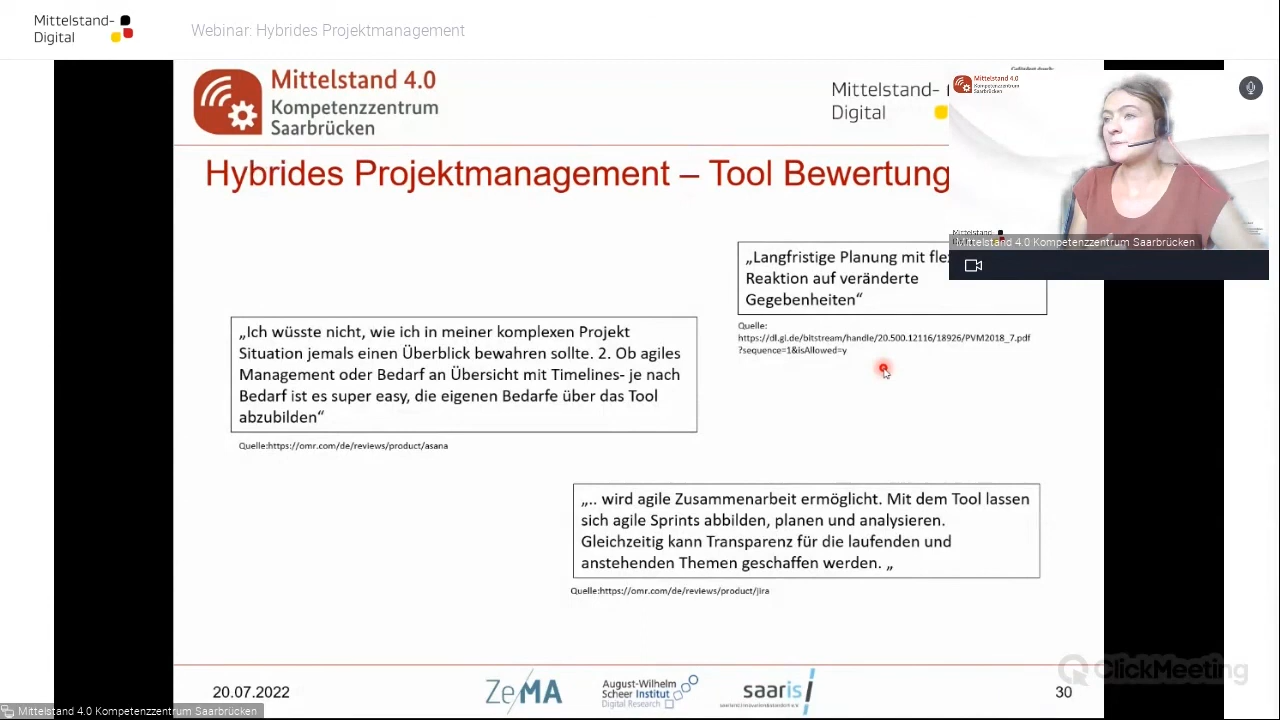 Mittelstand-
Digital
Webinar: Hybrides Projektmanagement
Mittelstand 4.0
Kompetenzzentrum
Saarbrücken
Mittelstand-
Digital
Mittelstand 4.0
Kompetenzzentrum
Saarbrücken
Mittelstand 4.0 Kompetenzzentrum Saarbrücken
Hybrides Projektmanagement – Tool Bewertung
„Langfristige Planung mit
Reaktion auf veränderte
Gegebenheiten“
Quelle:
https://dl.gi.de/bitstream/handle/20.500.12116/18926/PVM2018_7.pdf
?sequence=1&isAllowed=y
„Ich wüsste nicht, wie ich in meiner komplexen Projekt
Situation jemals einen Überblick bewahren sollte. 2. Ob agiles
Management oder Bedarf an Übersicht mit Timelines- je nach
Bedarf ist es super easy, die eigenen Bedarfe über das Tool
abzubilden“
Quelle:https://omr.com/de/reviews/product/asana
„.. wird agile Zusammenarbeit ermöglicht. Mit dem Tool lassen
sich agile Sprints abbilden, planen und analysieren.
Gleichzeitig kann Transparenz für die laufenden und
anstehenden Themen geschaffen werden. „
Quelle:https://omr.com/de/reviews/product/jira
ClickMeeting
20.07.2022
ZeMA
August-Wilhelm
Scheer Institut
Digital Research
saaris
30
Mittelstand 4.0 Kompetenzzentrum Saarbrücken